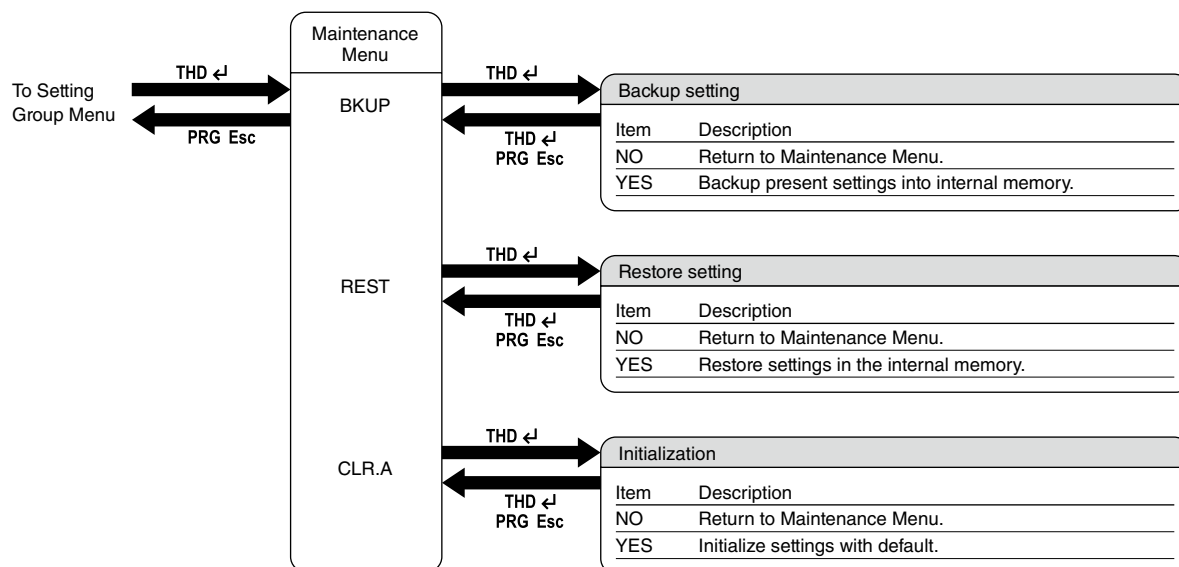 Maintenance
Menu
To Setting
Group Menu
THD ↵
PRG Esc
BKUP
THD ↵
THD ↵
PRG Esc
Backup setting
Item Description
NO Return to Maintenance Menu.
YES Backup present settings into internal memory.
REST
THD ↵
THD ↵
PRG Esc
Restore setting
Item Description
NO Return to Maintenance Menu.
YES Restore settings in the internal memory.
CLR.A
THD ↵
THD ↵
PRG Esc
Initialization
Item Description
NO Return to Maintenance Menu.
YES Initialize settings with default.